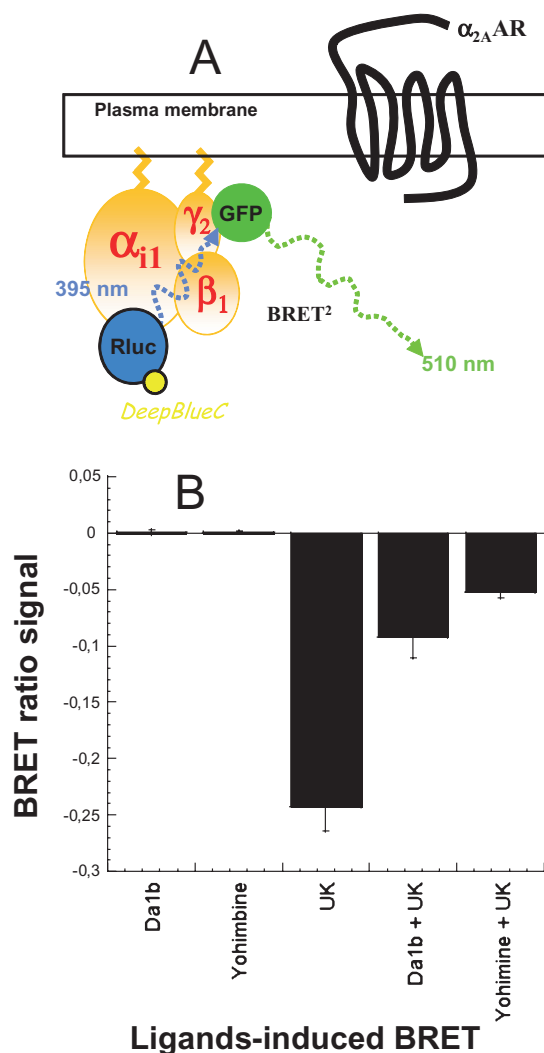 A
α2AAR
Plasma membrane
γ2
GFP
αi1
395 nm
β1
BRET²
Rluc
510 nm
DeepBlueC
B
0,05
0
-0,05
-0,1
-0,15
-0,2
-0,25
-0,3
BRET ratio signal
Da1b
Yohimbine
UK
Da1b + UK
Yohimine + UK
Ligands-induced BRET